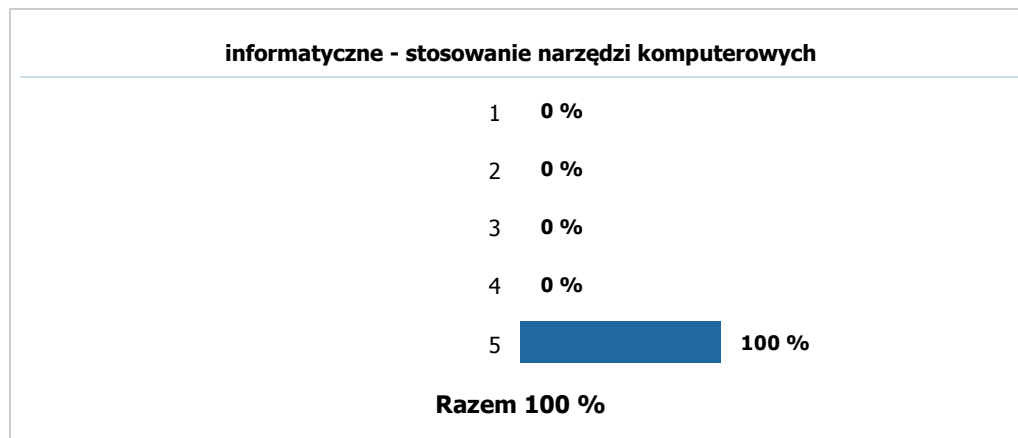 informatyczne - stosowanie narzędzi komputerowych
1 0 %
2 0 %
3 0 %
4 0 %
5 100 %
Razem 100 %